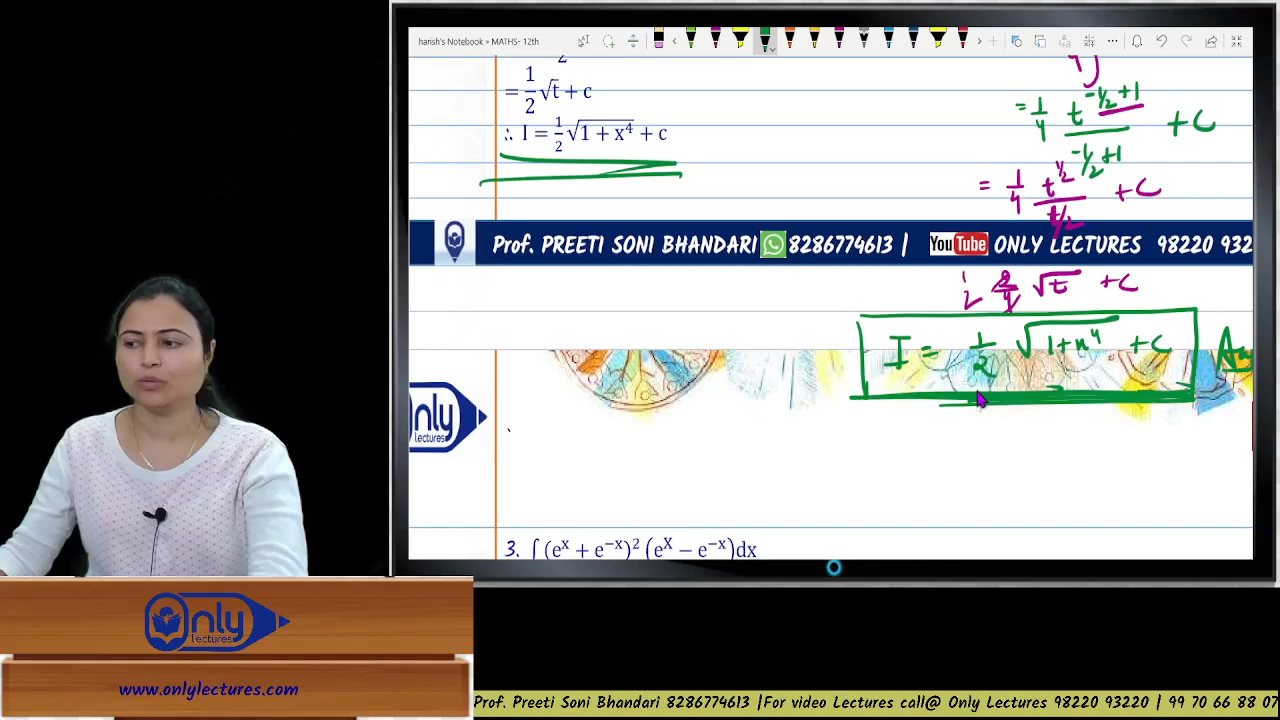 harish's Notebook » MATHS- 12th
2
= 1/2 √t + c
∴ I = 1/2 √(1 + x⁴) + c
= 1/4 t^(-1/2+1) / (-1/2+1) + C
= 1/4 t^(1/2) / (1/2) + C
Prof. PREETI SONI BHANDARI 8286774613 | YouTube ONLY LECTURES 98220 932
√t + C
I = 1/2 √(1+x⁴) + C
Only
lectures
3. ∫ (eˣ + e⁻ˣ)² (eˣ − e⁻ˣ)dx
Only
lectures
www.onlylectures.com
Prof. Preeti Soni Bhandari 8286774613 |For video Lectures call@ Only Lectures 98220 93220 | 99 70 66 88 07